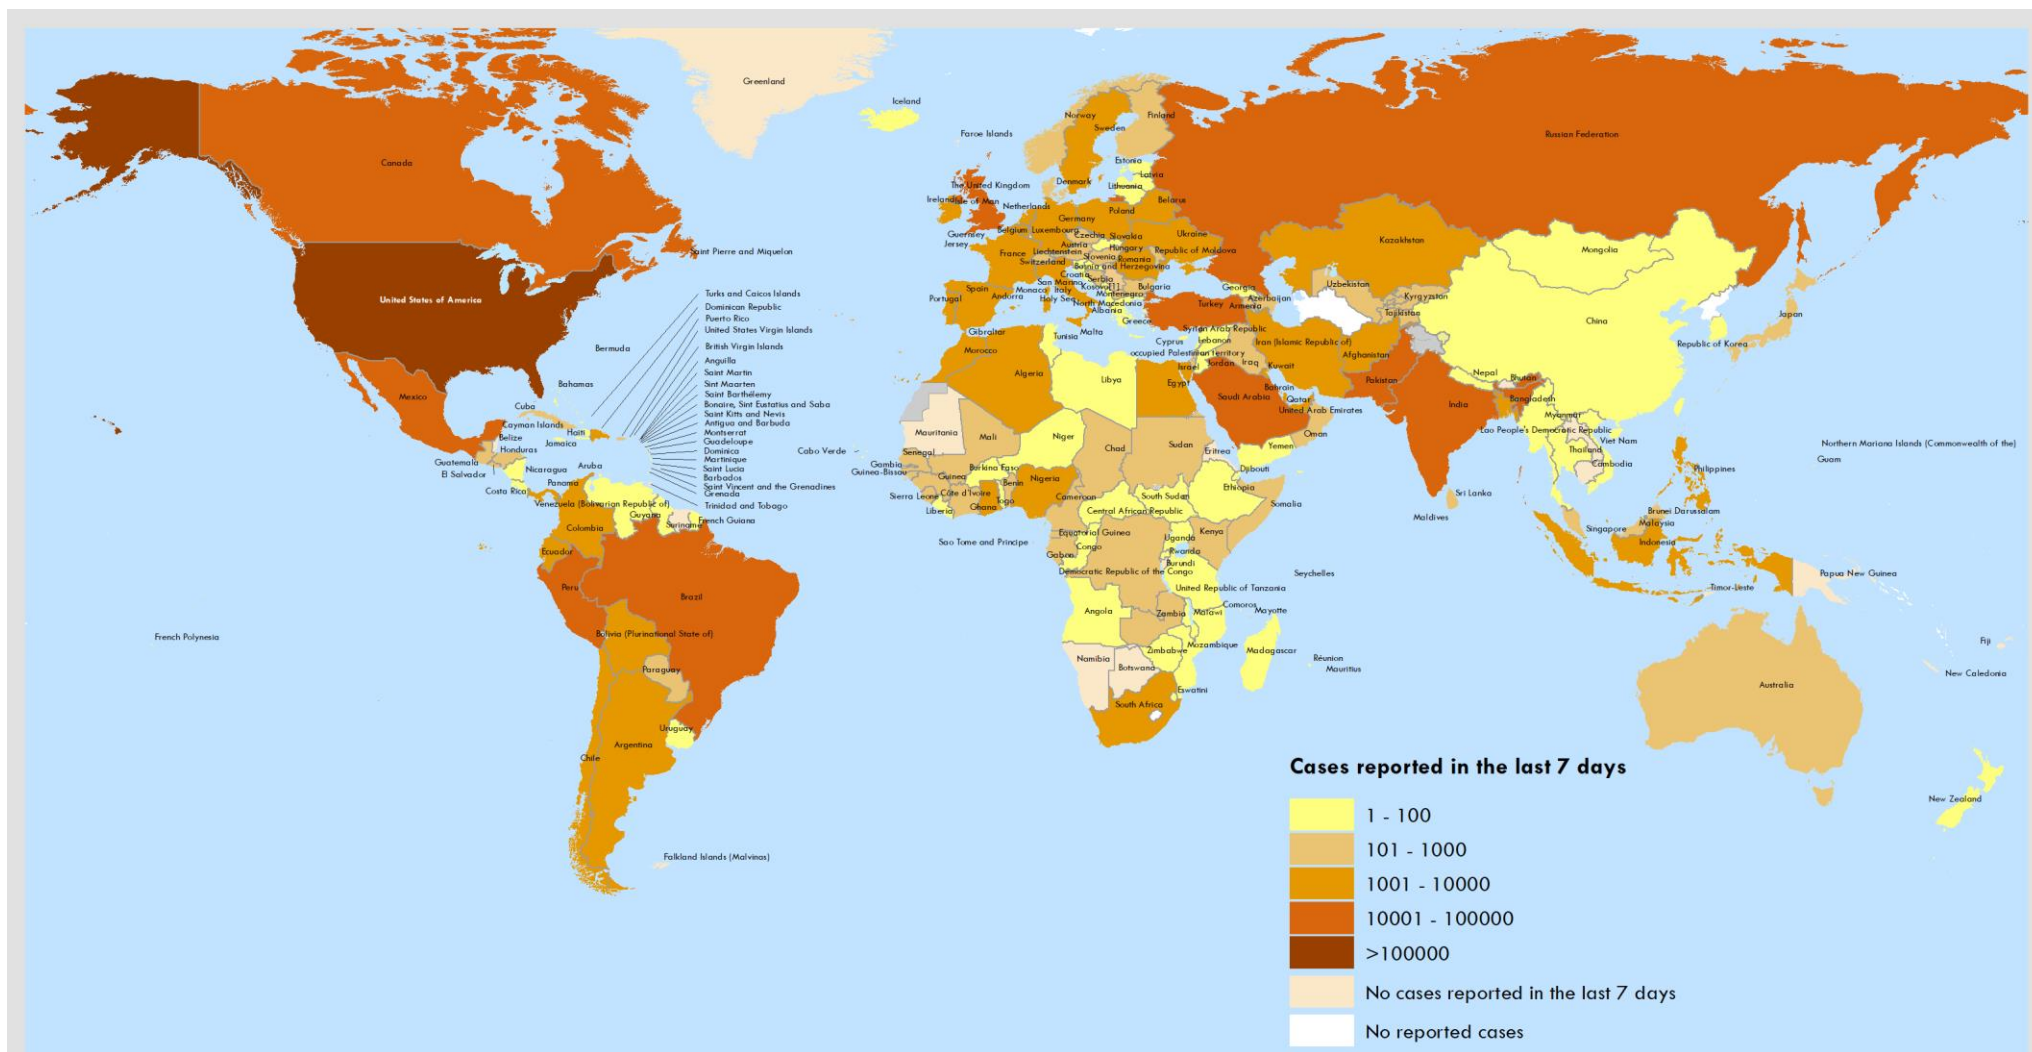 Greenland
Iceland
Faroe Islands
Norway
Sweden
Finland
Russian Federation
Canada
Estonia
Latvia
Lithuania
Denmark
The United Kingdom
Ireland
Isle of Man
Netherlands
Belarus
Poland
Germany
Guernsey
Jersey
Belgium
Luxembourg
Czechia
Slovakia
Ukraine
Austria
Hungary
Republic of Moldova
Kazakhstan
Mongolia
Saint Pierre and Miquelon
France
Liechtenstein
Switzerland
Slovenia
Romania
Bosnia and Herzegovina
Croatia
San Marino
Serbia
Kosovo[1]
Italy
Monaco
Andorra
Spain
Portugal
Holy See
Montenegro
Bulgaria
North Macedonia
Albania
Georgia
Azerbaijan
Armenia
Turkey
Uzbekistan
Kyrgyzstan
Tajikistan
United States of America
Turks and Caicos Islands
Dominican Republic
Puerto Rico
United States Virgin Islands
British Virgin Islands
Anguilla
Saint Martin
Sint Maarten
Saint Barthélemy
Bonaire, Sint Eustatius and Saba
Saint Kitts and Nevis
Antigua and Barbuda
Montserrat
Guadeloupe
Dominica
Martinique
Saint Lucia
Barbados
Saint Vincent and the Grenadines
Grenada
Trinidad and Tobago
Bermuda
Bahamas
Gibraltar
Malta
Greece
Tunisia
Cyprus
Syrian Arab Republic
Lebanon
occupied Palestinian territory
Israel
Jordan
Iraq
Iran (Islamic Republic of)
Kuwait
Afghanistan
China
Japan
Republic of Korea
Morocco
Algeria
Libya
Egypt
Bahrain
Qatar
Saudi Arabia
United Arab Emirates
Oman
Pakistan
Nepal
Bhutan
India
Bangladesh
Myanmar
Lao People's Democratic Republic
Viet Nam
Thailand
Cambodia
Mexico
Cuba
Cayman Islands
Haiti
Jamaica
Belize
Honduras
Guatemala
El Salvador
Nicaragua
Aruba
Costa Rica
Panama
Venezuela (Bolivarian Republic of)
Guyana
Suriname
French Guiana
Colombia
Ecuador
Cabo Verde
Mauritania
Mali
Niger
Chad
Sudan
Eritrea
Yemen
Djibouti
Senegal
Gambia
Guinea-Bissau
Guinea
Burkina Faso
Benin
Nigeria
Sierra Leone
Côte d'Ivoire
Togo
Ghana
Liberia
Cameroon
South Sudan
Central African Republic
Ethiopia
Somalia
Sao Tome and Principe
Equatorial Guinea
Gabon
Congo
Uganda
Kenya
Rwanda
Burundi
Democratic Republic of the Congo
United Republic of Tanzania
Seychelles
Sri Lanka
Maldives
Northern Mariana Islands (Commonwealth of the)
Guam
Philippines
Brunei Darussalam
Malaysia
Singapore
Indonesia
Timor-Leste
Papua New Guinea
Peru
Brazil
Bolivia (Plurinational State of)
French Polynesia
Angola
Zambia
Malawi
Comoros
Mayotte
Mozambique
Zimbabwe
Madagascar
Réunion
Mauritius
Namibia
Botswana
Eswatini
South Africa
Fiji
New Caledonia
Australia
New Zealand
Paraguay
Uruguay
Argentina
Chile
Falkland Islands (Malvinas)
Cases reported in the last 7 days
1 - 100
101 - 1000
1001 - 10000
10001 - 100000
>100000
No cases reported in the last 7 days
No reported cases